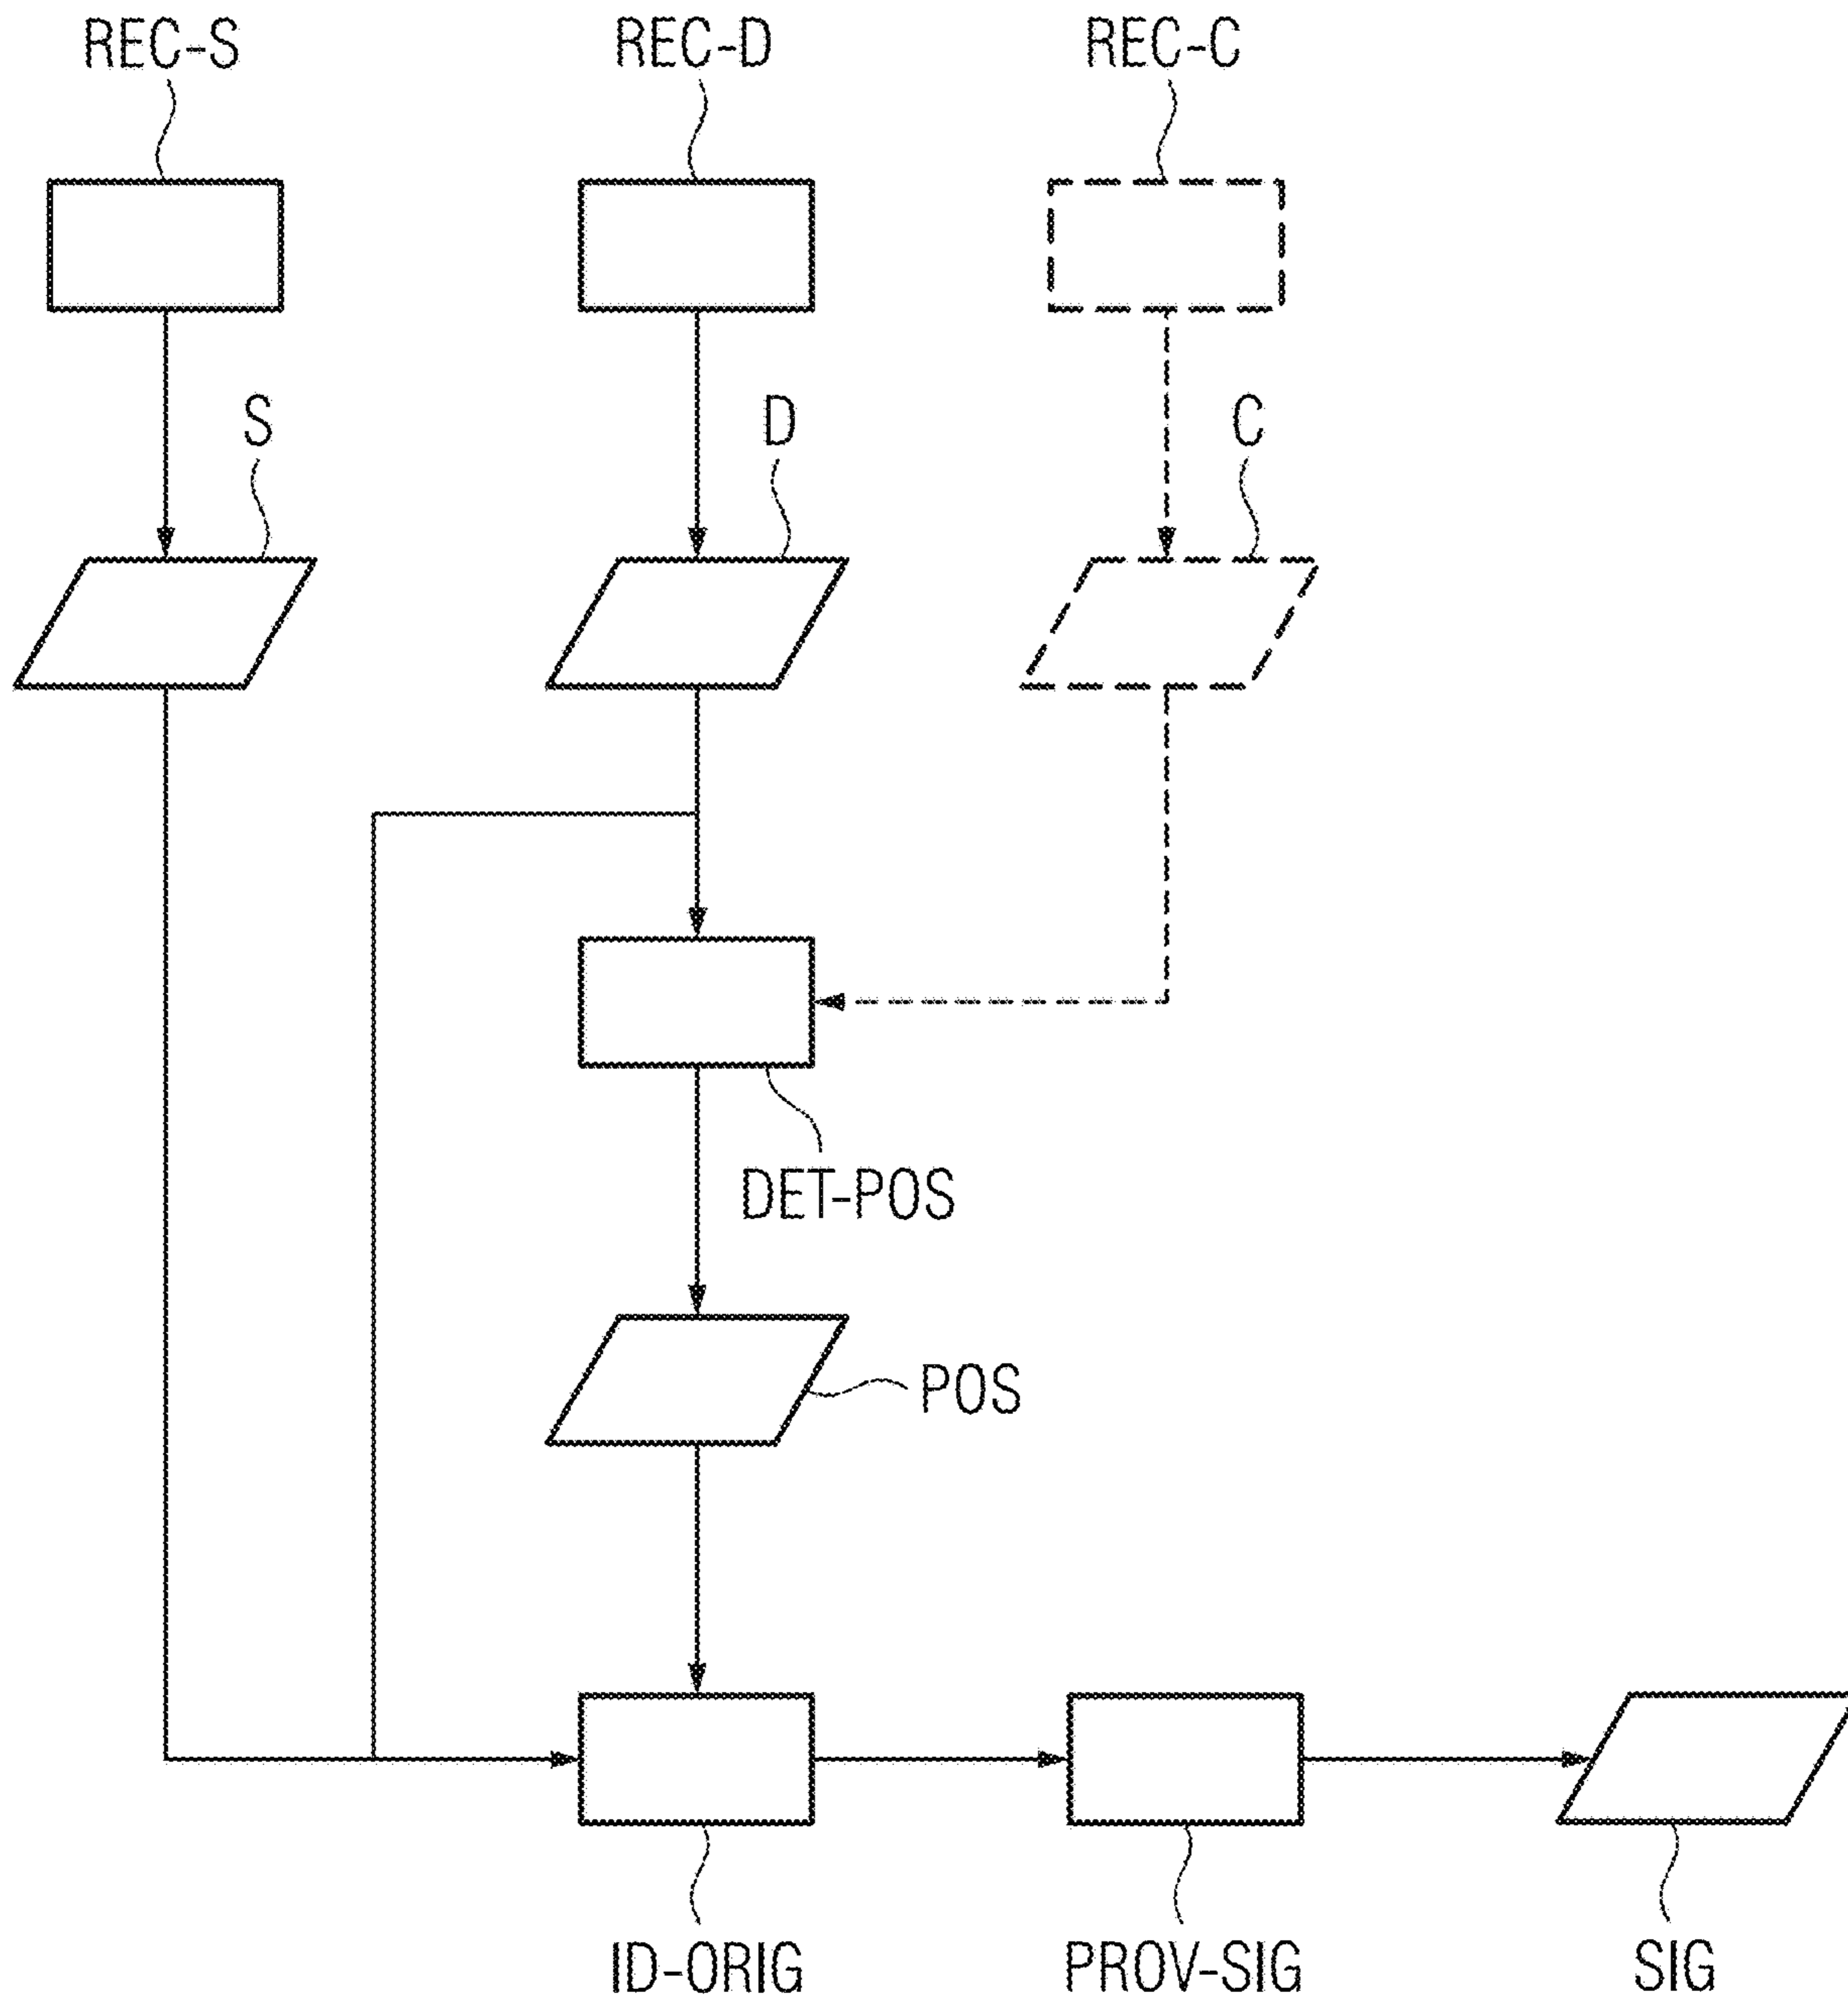 REC-S REC-D REC-C
S D C
DET-POS
POS
ID-ORIG PROV-SIG SIG